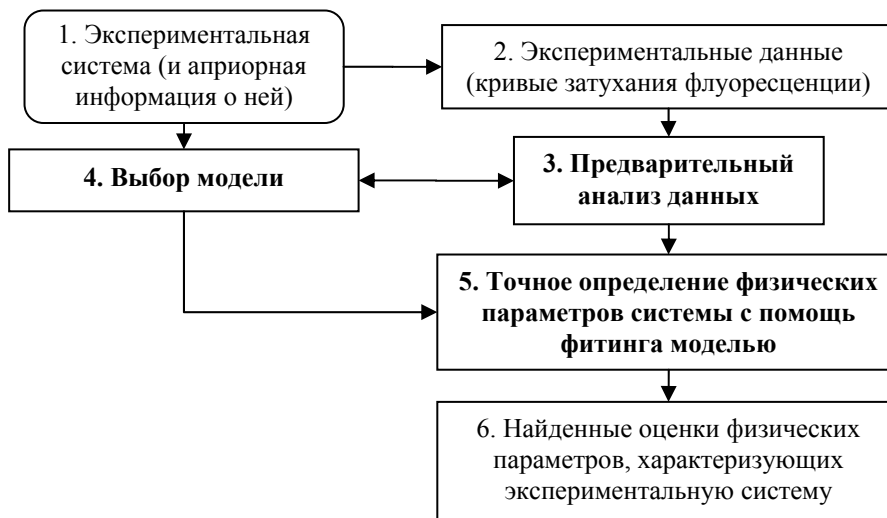 1. Экспериментальная
система (и априорная
информация о ней)
2. Экспериментальные данные
(кривые затухания флуоресценции)
4. Выбор модели
3. Предварительный
анализ данных
5. Точное определение физических
параметров системы с помощь
фитинга моделью
6. Найденные оценки физических
параметров, характеризующих
экспериментальную систему